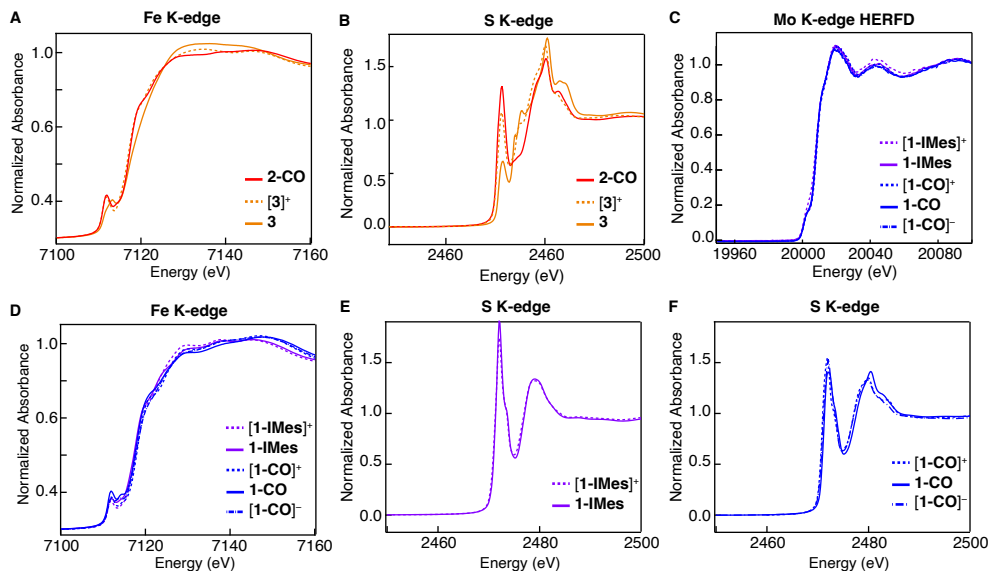 A
Fe K-edge
Normalized Absorbance
1.0
0.6
0.4
2-CO
[3]⁺
3
7100
7120
7140
7160
Energy (eV)
B
S K-edge
Normalized Absorbance
1.5
1.0
0.5
0.0
2-CO
[3]⁺
3
2460
2460
2500
Energy (eV)
C
Mo K-edge HERFD
Normalized Absorbance
1.0
0.6
0.2
0.0
[1-IMes]⁺
1-IMes
[1-CO]⁺
1-CO
[1-CO]⁻
19960
20000
20040
20080
Energy (eV)
D
Fe K-edge
Normalized Absorbance
1.0
0.6
0.4
[1-IMes]⁺
1-IMes
[1-CO]⁺
1-CO
[1-CO]⁻
7100
7120
7140
7160
Energy (eV)
E
S K-edge
Normalized Absorbance
1.5
1.0
0.5
0.0
[1-IMes]⁺
1-IMes
2460
2480
2500
Energy (eV)
F
S K-edge
Normalized Absorbance
1.5
1.0
0.5
0.0
[1-CO]⁺
1-CO
[1-CO]⁻
2460
2480
2500
Energy (eV)